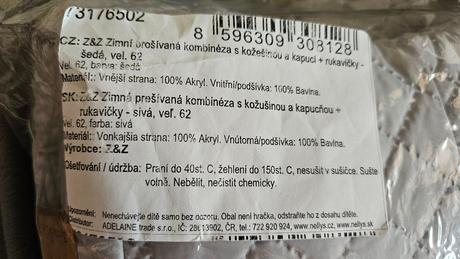 73176502
8 596309 308128
CZ: Z&Z Zimní prošívaná kombinéza s kožešinou a kapucí + rukavičky -
šedá, vel. 62
Vel. 62, barva: šedá
Materiál:: Vnější strana: 100% Akryl. Vnitřní/podšívka: 100% Bavlna.
SK: Z&Z Zimná prešívaná kombinéza s kožušinou a kapucňou +
rukavičky - sivá, veľ. 62
Veľ. 62, farba: sivá
Materiál:: Vonkajšia strana: 100% Akryl. Vnútorná/podšívka: 100% Bavlna.
Výrobce: Z&Z
Ošetřování / údržba: Praní do 40st. C, žehlení do 150st. C, nesušit v sušičce. Sušte
volně. Nebělit, nečistit chemicky.
Upozornění: Nenechávejte dítě samo bez dozoru. Obal není hračka, odstraňte ho z dosahu dítěte.
Distributor: ADELAINE trade s.r.o., IČ: 28613902, ČR, tel.: 722 920 924, www.nellys.cz, www.nellys.sk